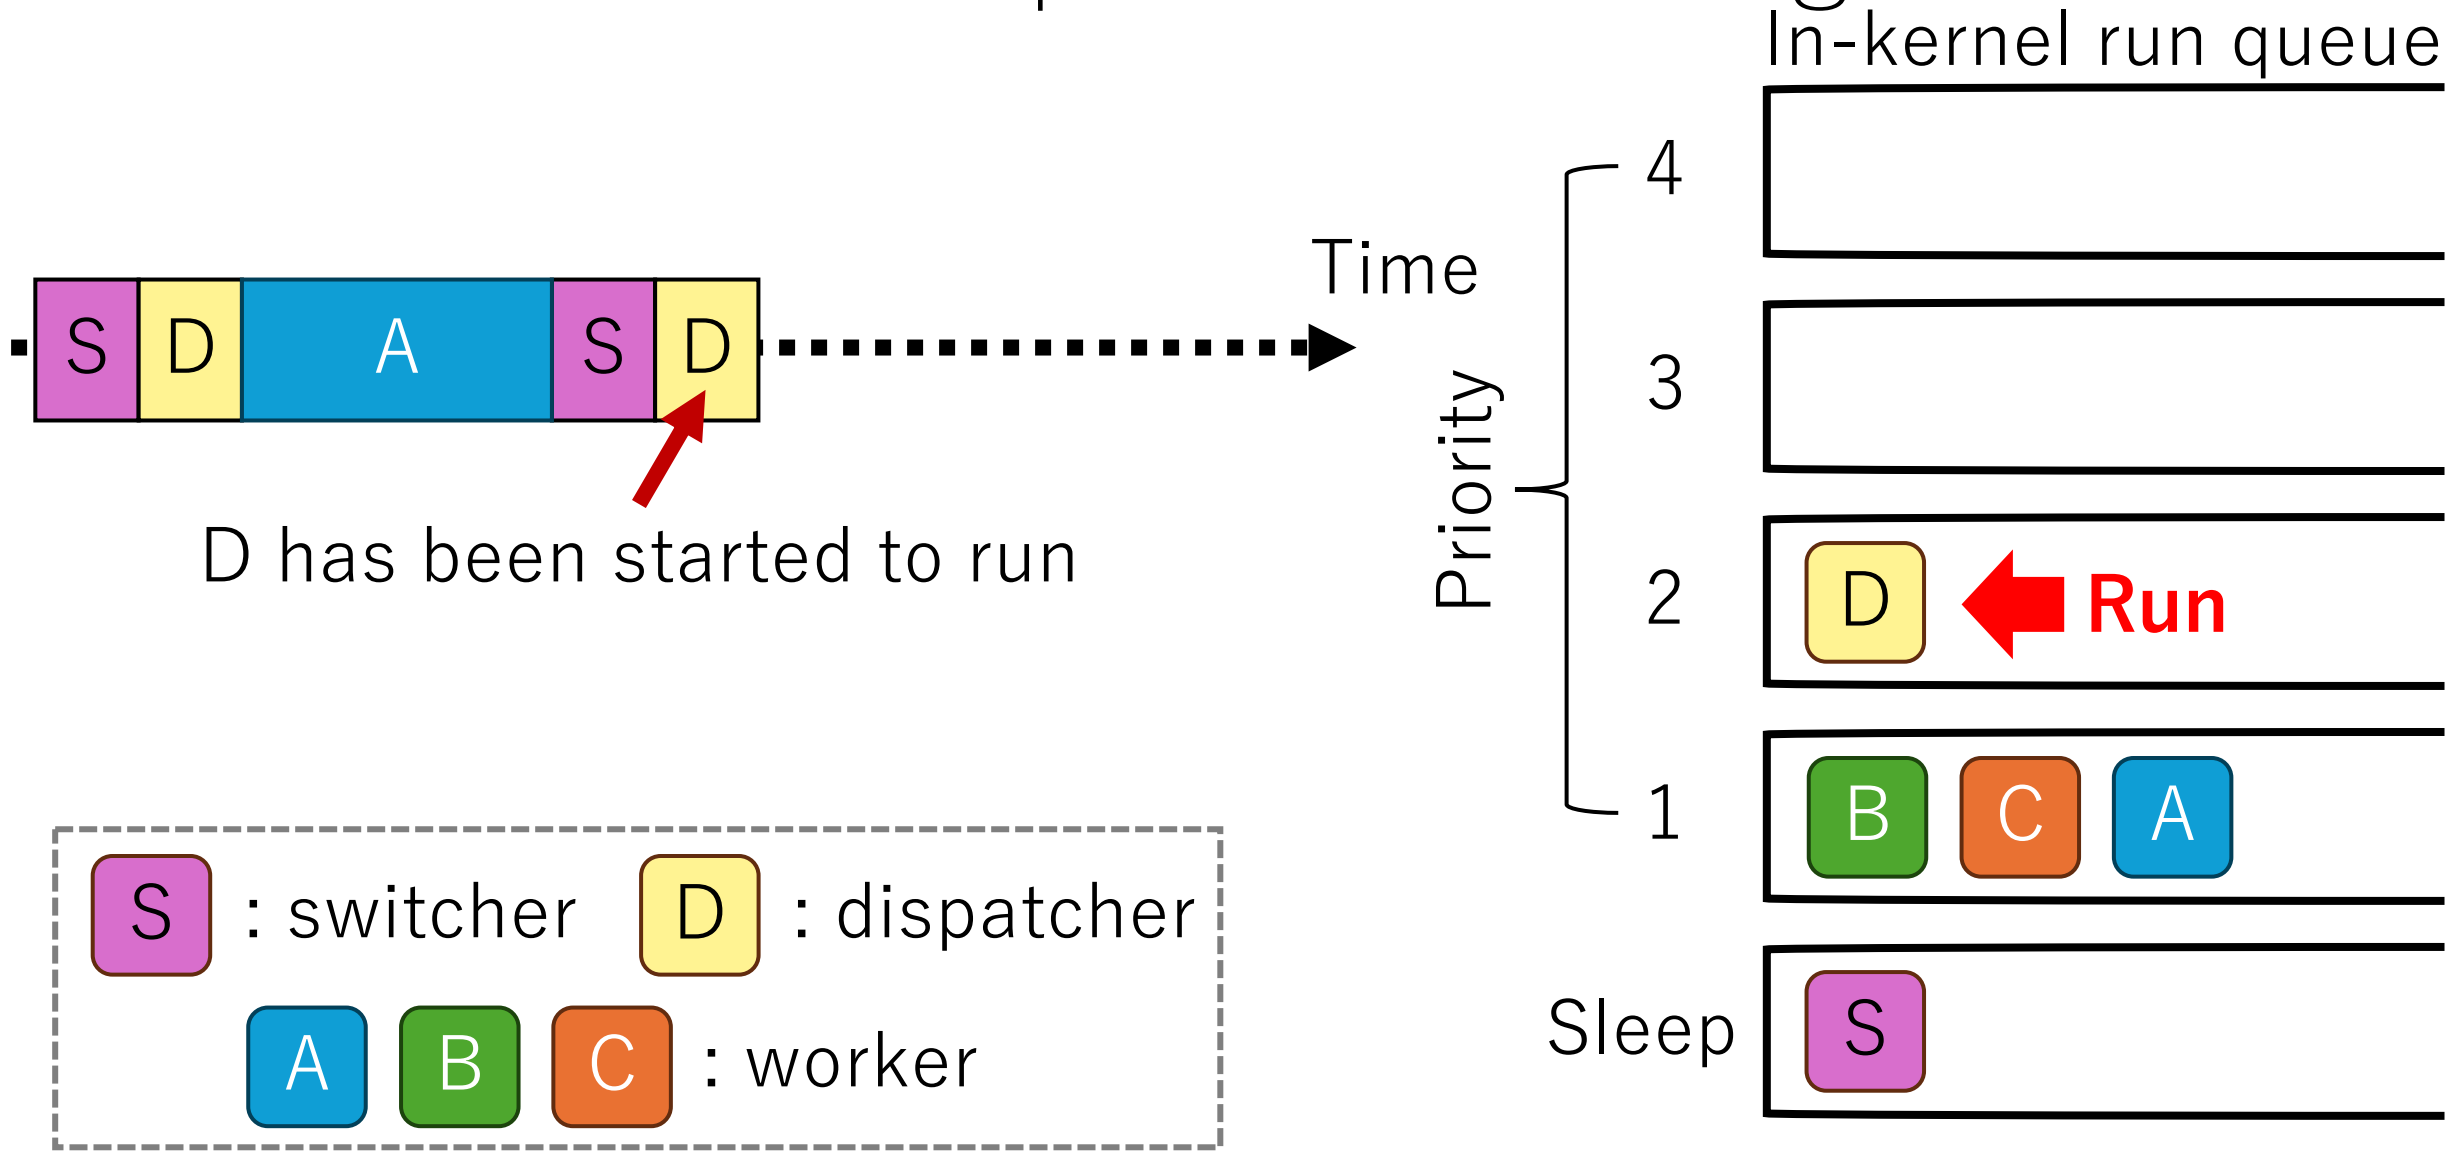 In-kernel run queue
4
Time
S D A S D
3
Priority
D has been started to run
2
D Run
1
B C A
S : switcher D : dispatcher
Sleep S
A B C : worker